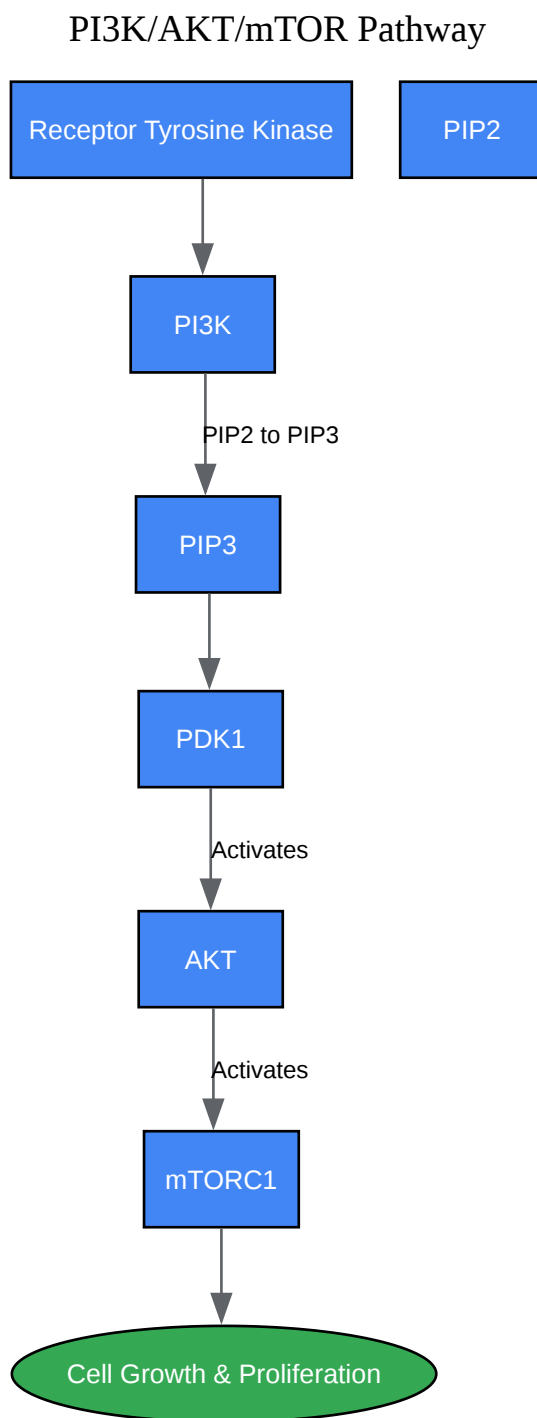 PI3K/AKT/mTOR Pathway
Receptor Tyrosine Kinase
PIP2
PI3K
PIP2 to PIP3
PIP3
PDK1
Activates
AKT
Activates
mTORC1
Cell Growth & Proliferation